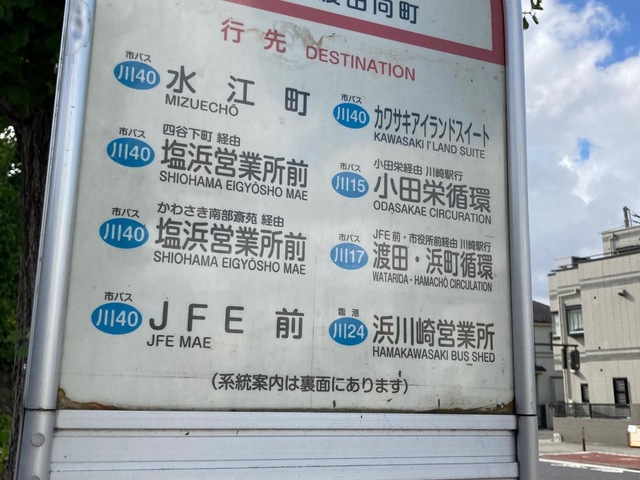 行先 DESTINATION
市バス
川40 水江町
MIZUECHŌ
市バス 四谷下町 経由
川40 塩浜営業所前
SHIOHAMA EIGYŌSHO MAE
市バス かわさき南部斎苑 経由
川40 塩浜営業所前
SHIOHAMA EIGYŌSHO MAE
市バス
川40 JFE前
JFE MAE
市バス
川40 カワサキアイランドスイート
KAWASAKI I'LAND SUITE
市バス 小田栄経由 川崎駅行
川15 小田栄循環
ODASAKAE CIRCURATION
市バス JFE前・市役所前経由 川崎駅行
川17 渡田・浜町循環
WATARIDA・HAMACHŌ CIRCULATION
臨港
川24 浜川崎営業所
HAMAKAWASAKI BUS SHED
(系統案内は裏面にあります)